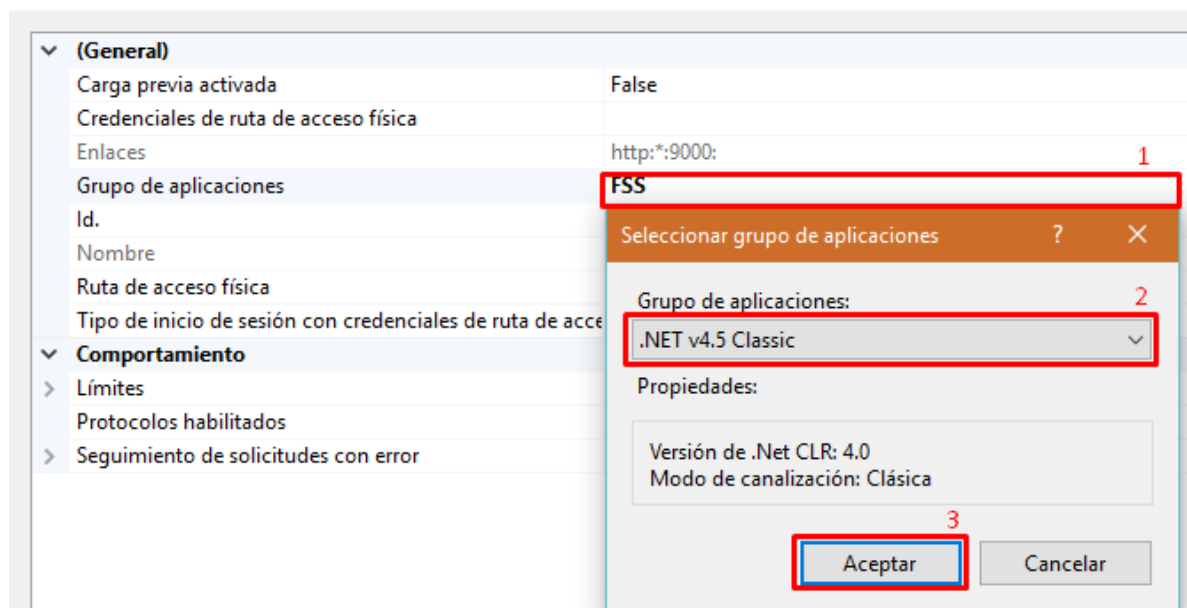 (General)
Carga previa activada False
Credenciales de ruta de acceso física
Enlaces http:*:9000:
1
Grupo de aplicaciones FSS
Id.
Nombre
Ruta de acceso física
Tipo de inicio de sesión con credenciales de ruta de acce
Comportamiento
Límites
Protocolos habilitados
Seguimiento de solicitudes con error
Seleccionar grupo de aplicaciones ? ×
Grupo de aplicaciones:
2
.NET v4.5 Classic
Propiedades:
Versión de .Net CLR: 4.0
Modo de canalización: Clásica
3
Aceptar Cancelar